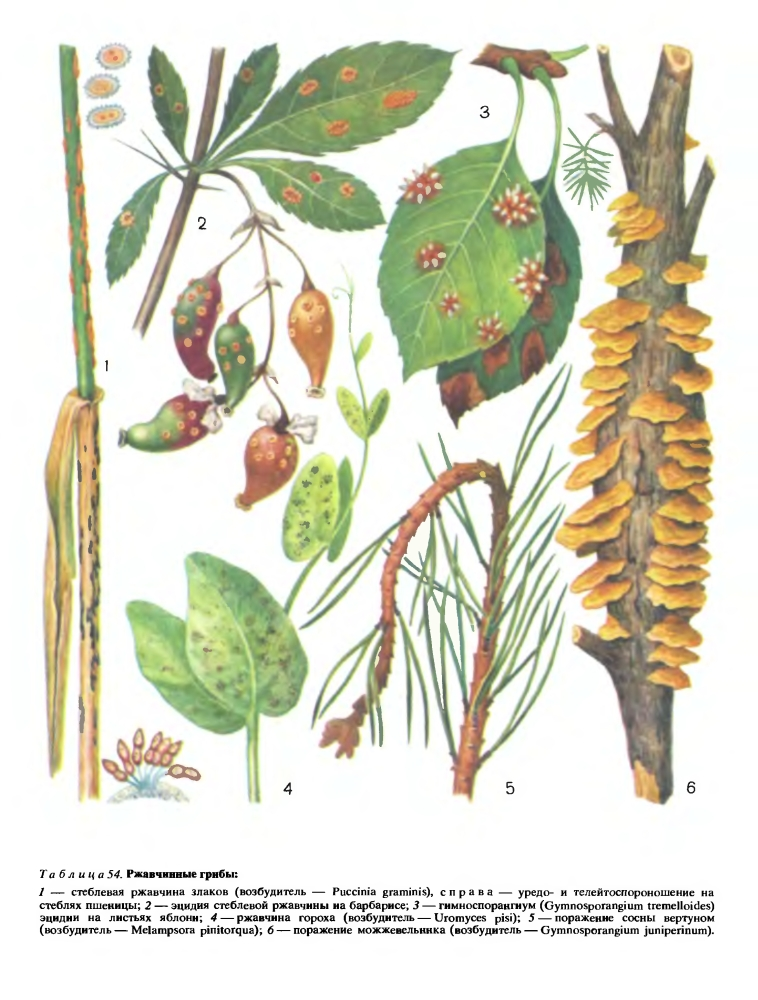 3
2
1
4
5
6
Таблица 54. Ржавчинные грибы:
1 — стеблевая ржавчина злаков (возбудитель — Puccinia graminis), справа — уредо- и телейтоспороношение на
стеблях пшеницы; 2 — эцидия стеблевой ржавчины на барбарисе; 3 — гимноспорангиум (Gymnosporangium tremelloides)
эцидии на листьях яблони; 4 — ржавчина гороха (возбудитель — Uromyces pisi); 5 — поражение сосны вертуном
(возбудитель — Melampsora pinitorqua); 6 — поражение можжевельника (возбудитель — Gymnosporangium juniperinum).